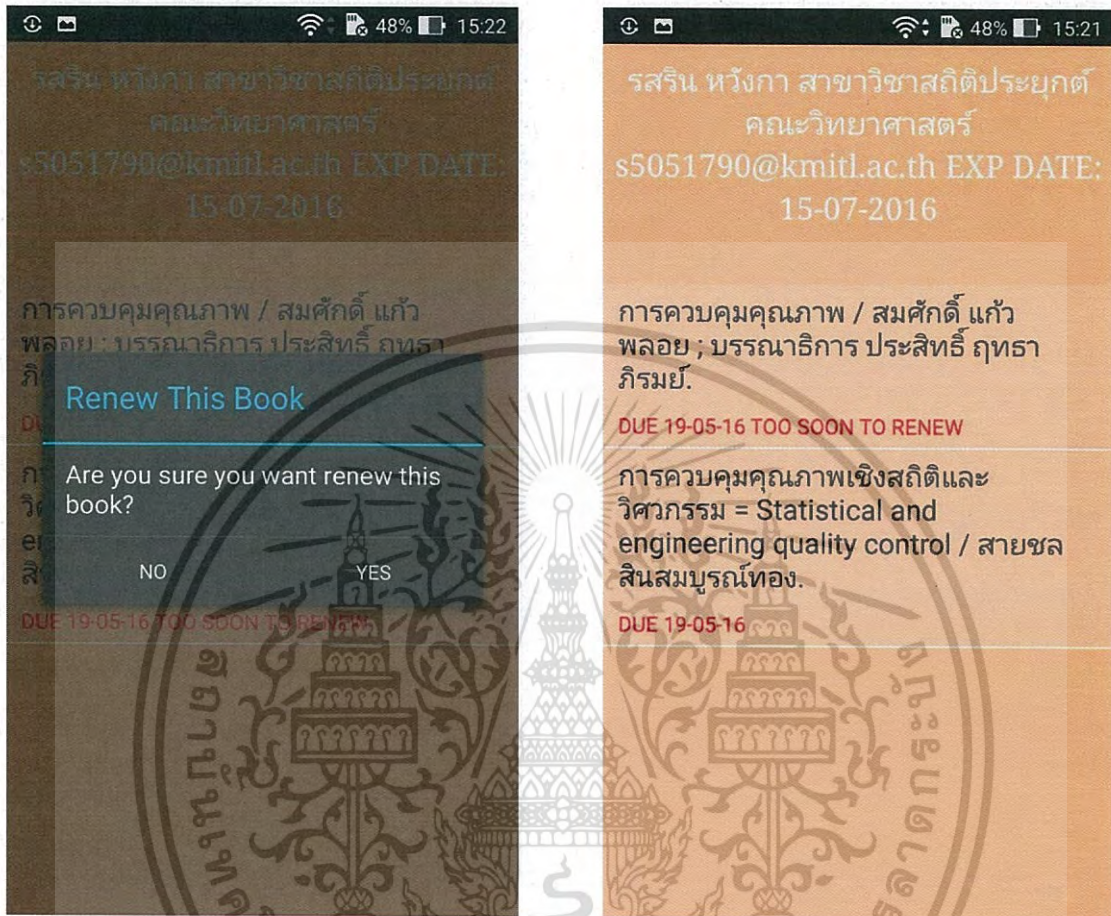 48% 15:22
รสริน หวังกา สาขาวิชาสถิติประยุกต์
คณะวิทยาศาสตร์
s5051790@kmitl.ac.th EXP DATE:
15-07-2016
การควบคุมคุณภาพ / สมศักดิ์ แก้ว
พลอย ; บรรณาธิการ ประสิทธิ์ ฤทธา
ภิ
Renew This Book
DU
Are you sure you want renew this
book?
NO YES
DUE 19-05-16 TOO SOON TO RENEW
48% 15:21
รสริน หวังกา สาขาวิชาสถิติประยุกต์
คณะวิทยาศาสตร์
s5051790@kmitl.ac.th EXP DATE:
15-07-2016
การควบคุมคุณภาพ / สมศักดิ์ แก้ว
พลอย ; บรรณาธิการ ประสิทธิ์ ฤทธา
ภิรมย์.
DUE 19-05-16 TOO SOON TO RENEW
การควบคุมคุณภาพเชิงสถิติและ
วิศวกรรม = Statistical and
engineering quality control / สายชล
สินสมบูรณ์ทอง.
DUE 19-05-16